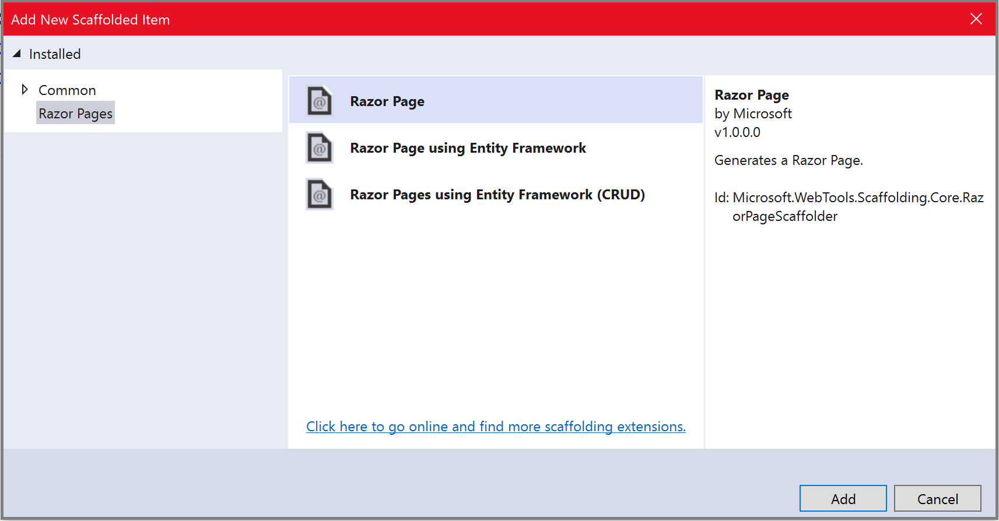 Add New Scaffolded Item
Installed
Common
Razor Pages
Razor Page
Razor Page using Entity Framework
Razor Pages using Entity Framework (CRUD)
Click here to go online and find more scaffolding extensions.
Razor Page
by Microsoft
v1.0.0.0
Generates a Razor Page.
Id: Microsoft.WebTools.Scaffolding.Core.Raz
orPageScaffolder
Add
Cancel